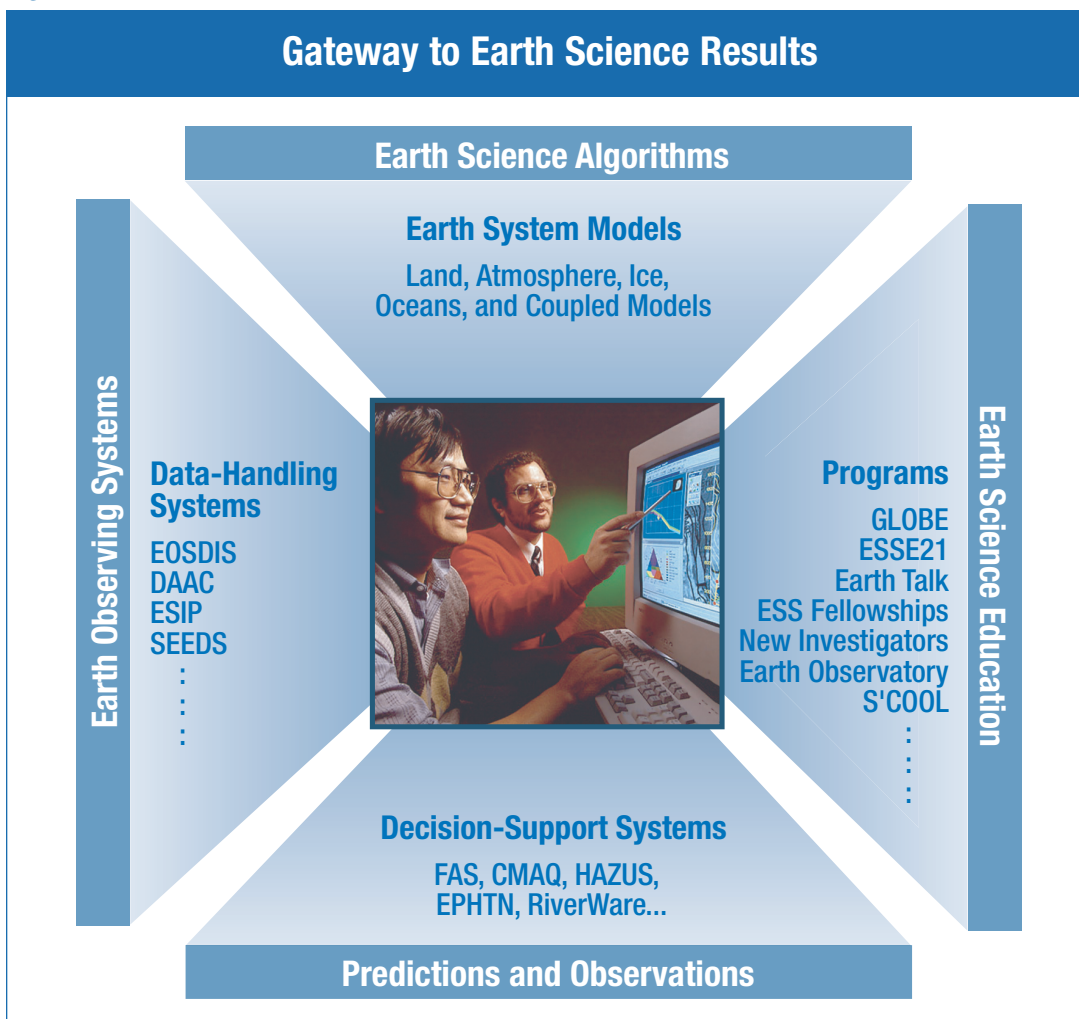 Gateway to Earth Science Results
Earth Science Algorithms
Earth System Models
Land, Atmosphere, Ice,
Oceans, and Coupled Models
Earth Observing Systems
Data-Handling
Systems
EOSDIS
DAAC
ESIP
SEEDS
:
:
:
Programs
GLOBE
ESSE21
Earth Talk
ESS Fellowships
New Investigators
Earth Observatory
S'COOL
:
:
:
Earth Science Education
Decision-Support Systems
FAS, CMAQ, HAZUS,
EPHTN, RiverWare...
Predictions and Observations